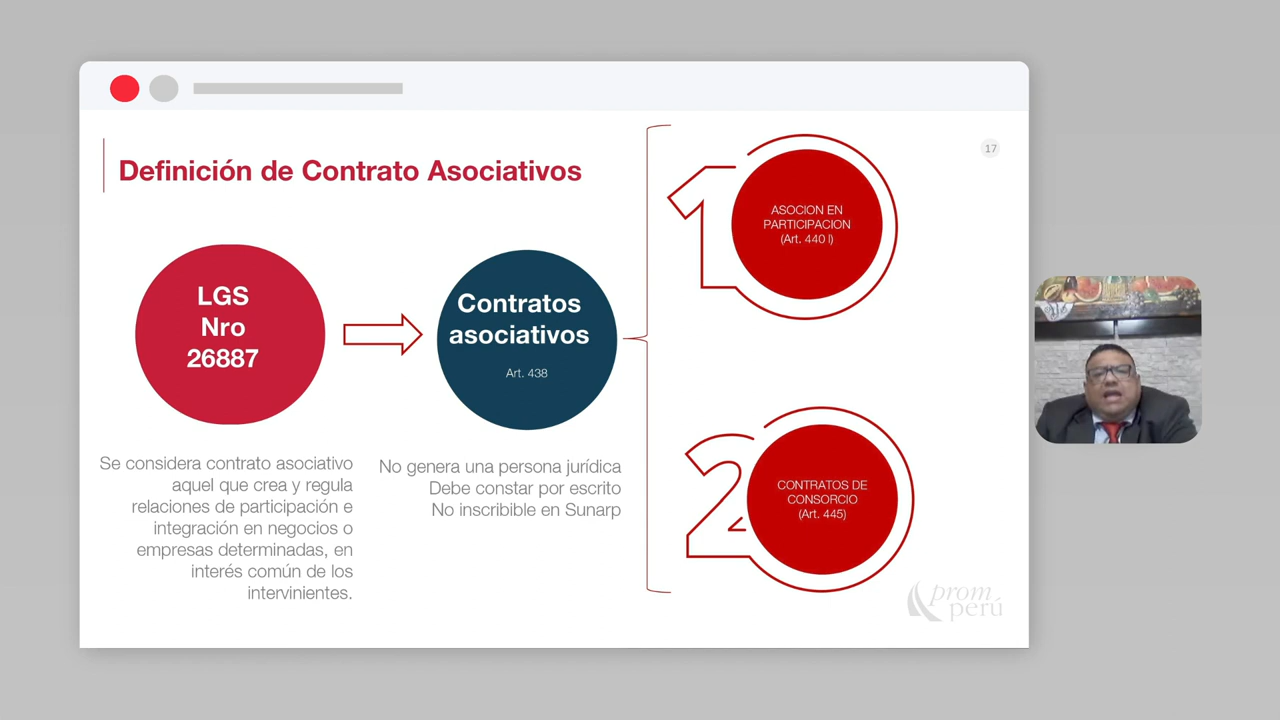 17
Definición de Contrato Asociativos
LGS
Nro
26887
Se considera contrato asociativo
aquel que crea y regula
relaciones de participación e
integración en negocios o
empresas determinadas, en
interés común de los
intervinientes.
Contratos
asociativos
Art. 438
No genera una persona jurídica
Debe constar por escrito
No inscribible en Sunarp
1
ASOCION EN
PARTICIPACION
(Art. 440 I)
2
CONTRATOS DE
CONSORCIO
(Art. 445)
prom
perú